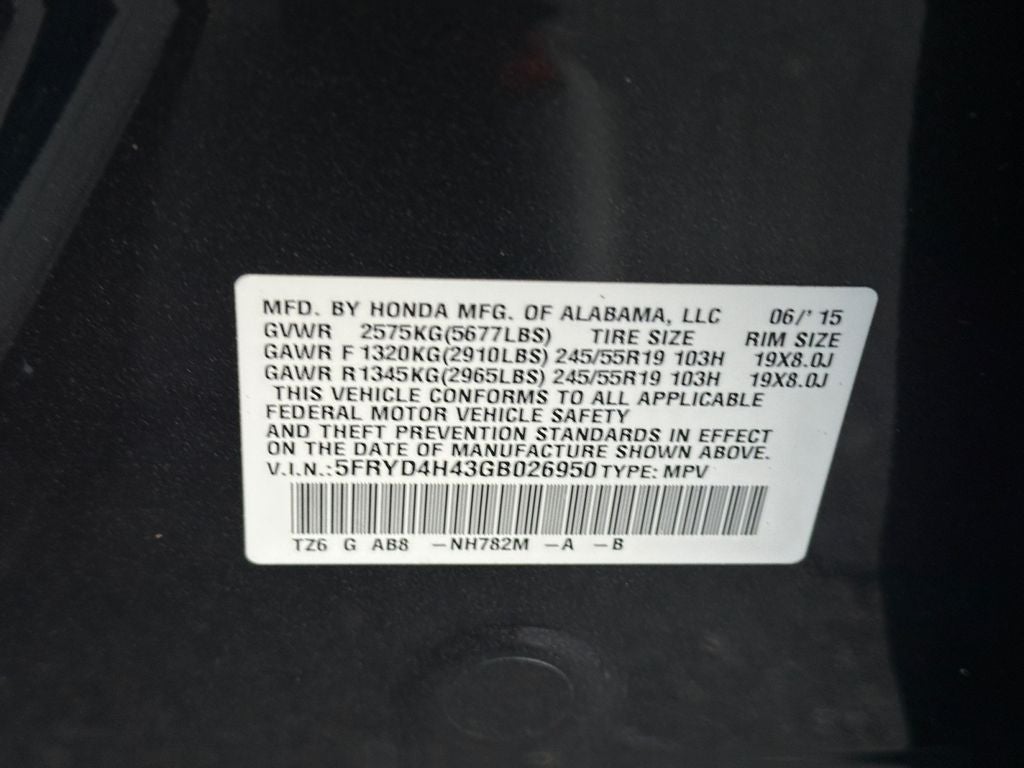 MFD. BY HONDA MFG. OF ALABAMA, LLC 06/'15
GVWR 2575KG(5677LBS) TIRE SIZE RIM SIZE
GAWR F 1320KG(2910LBS) 245/55R19 103H 19X8.0J
GAWR R1345KG(2965LBS) 245/55R19 103H 19X8.0J
THIS VEHICLE CONFORMS TO ALL APPLICABLE
FEDERAL MOTOR VEHICLE SAFETY
AND THEFT PREVENTION STANDARDS IN EFFECT
ON THE DATE OF MANUFACTURE SHOWN ABOVE.
V.I.N.:5FRYD4H43GB026950 TYPE: MPV
TZ6 G AB8 -NH782M -A -B